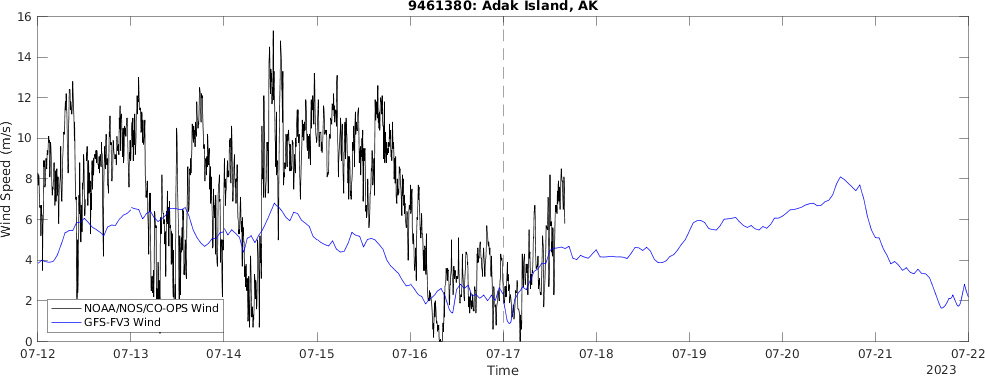 9461380: Adak Island, AK
Wind Speed (m/s)
16
14
12
10
8
6
4
2
0
NOAA/NOS/CO-OPS Wind
GFS-FV3 Wind
07-12 07-13 07-14 07-15 07-16 07-17 07-18 07-19 07-20 07-21 07-22
Time
2023